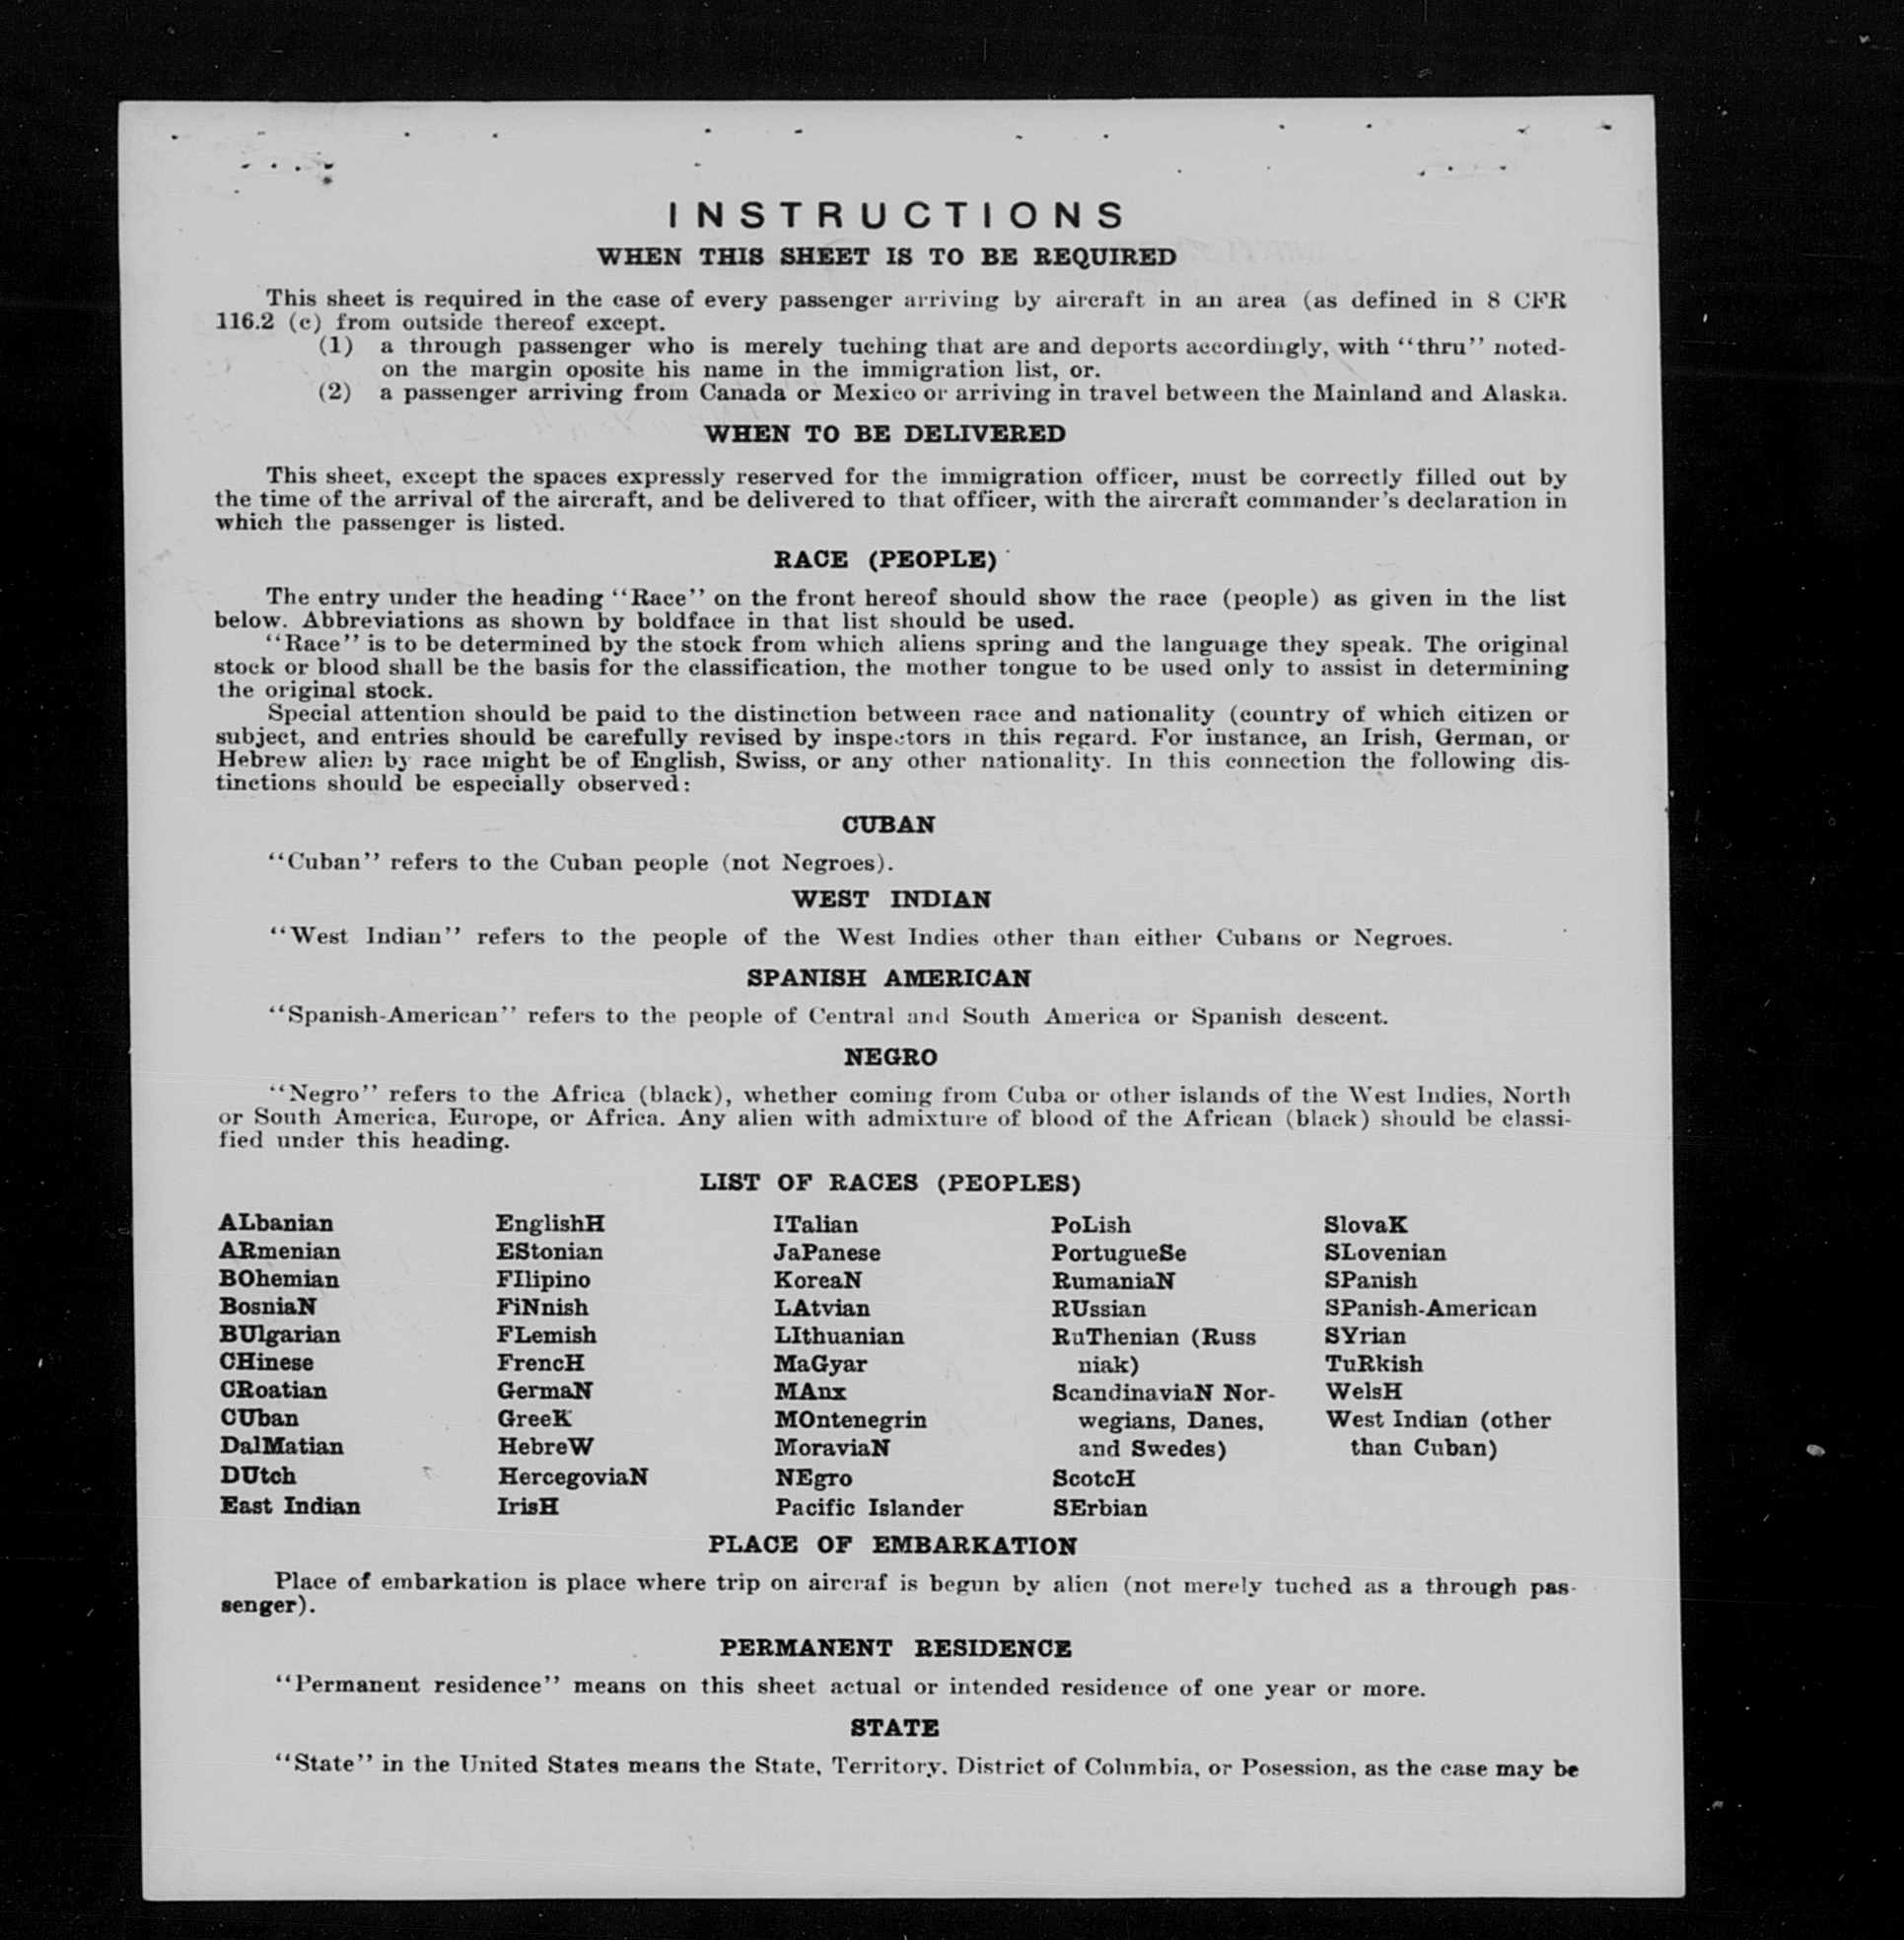 INSTRUCTIONS
WHEN THIS SHEET IS TO BE REQUIRED
This sheet is required in the case of every passenger arriving by aircraft in an area (as defined in 8 CFR
116.2 (c) from outside thereof except.
(1) a through passenger who is merely tuching that are and deports accordingly, with ‘‘thru’’ noted-
on the margin oposite his name in the immigration list, or.
(2) a passenger arriving from Canada or Mexico or arriving in travel between the Mainland and Alaska.
WHEN TO BE DELIVERED
This sheet, except the spaces expressly reserved for the immigration officer, must be correctly filled out by
the time of the arrival of the aircraft, and be delivered to that officer, with the aircraft commander's declaration in
which the passenger is listed.
RACE (PEOPLE)
The entry under the heading ‘‘Race’’ on the front hereof should show the race (people) as given in the list
below. Abbreviations as shown by boldface in that list should be used.
‘‘Race’’ is to be determined by the stock from which aliens spring and the language they speak. The original
stock or blood shall be the basis for the classification, the mother tongue to be used only to assist in determining
the original stock.
Special attention should be paid to the distinction between race and nationality (country of which citizen or
subject, and entries should be carefully revised by inspectors in this regard. For instance, an Irish, German, or
Hebrew alien by race might be of English, Swiss, or any other nationality. In this connection the following dis-
tinctions should be especially observed:
CUBAN
‘‘Cuban’’ refers to the Cuban people (not Negroes).
WEST INDIAN
‘‘West Indian’’ refers to the people of the West Indies other than either Cubans or Negroes.
SPANISH AMERICAN
‘‘Spanish-American’’ refers to the people of Central and South America or Spanish descent.
NEGRO
‘‘Negro’’ refers to the Africa (black), whether coming from Cuba or other islands of the West Indies, North
or South America, Europe, or Africa. Any alien with admixture of blood of the African (black) should be classi-
fied under this heading.
LIST OF RACES (PEOPLES)
ALbanian
ARmenian
BOhemian
BosniaN
BUlgarian
CHinese
CRoatian
CUban
DalMatian
DUtch
East Indian
EnglishH
EStonian
FIlipino
FiNnish
FLemish
FrencH
GermaN
GreeK
HebreW
HercegoviaN
IrisH
ITalian
JaPanese
KoreaN
LAtvian
LIthuanian
MaGyar
MAnx
MOntenegrin
MoraviaN
NEgro
Pacific Islander
PoLish
PortugueSe
RumaniaN
RUssian
RuThenian (Russ
niak)
ScandinaviaN Nor-
wegians, Danes,
and Swedes)
ScotcH
SErbian
SlovaK
SLovenian
SPanish
SPanish-American
SYrian
TuRkish
WelsH
West Indian (other
than Cuban)
PLACE OF EMBARKATION
Place of embarkation is place where trip on aircraf is begun by alien (not merely tuched as a through pas-
senger).
PERMANENT RESIDENCE
‘‘Permanent residence’’ means on this sheet actual or intended residence of one year or more.
STATE
‘‘State’’ in the United States means the State, Territory. District of Columbia, or Posession, as the case may be